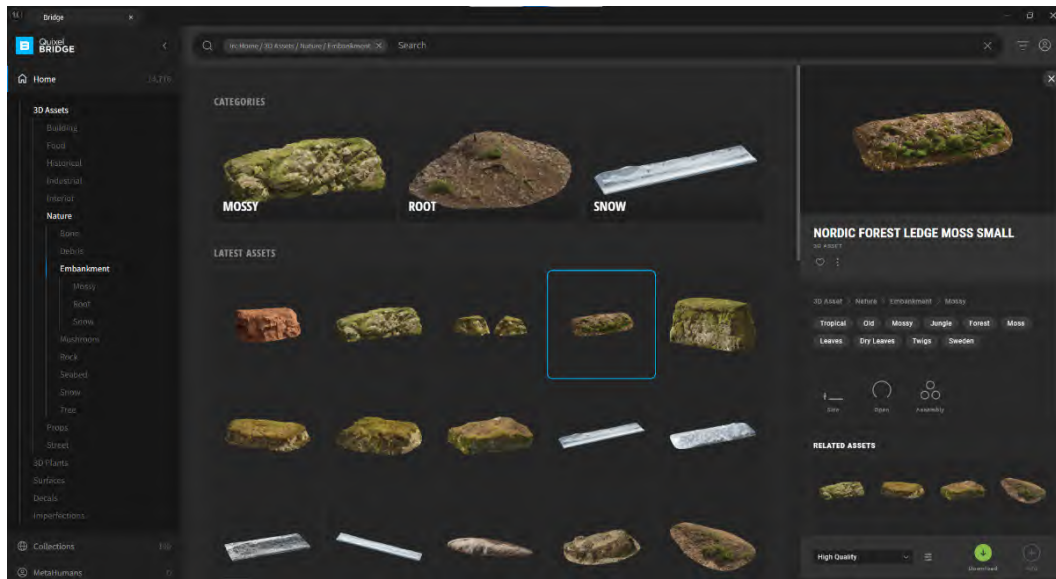 Bridge
Quixel
BRIDGE
in: Home / 3D Assets / Nature / Embankment
Search
Home
3D Assets
Building
Food
Historical
Industrial
Interior
Nature
Bone
Debris
Embankment
Mossy
Root
Snow
Mushroom
Rock
Seabed
Snow
Tree
Props
Street
3D Plants
Surfaces
Decals
Imperfections
Collections
MetaHumans
0
CATEGORIES
MOSSY
ROOT
SNOW
LATEST ASSETS
NORDIC FOREST LEDGE MOSS SMALL
3D ASSET
3D Asset > Nature > Embankment > Mossy
Tropical Old Mossy Jungle Forest Moss
Leaves Dry Leaves Twigs Sweden
Size Open Assembly
RELATED ASSETS
High Quality
Download
Add